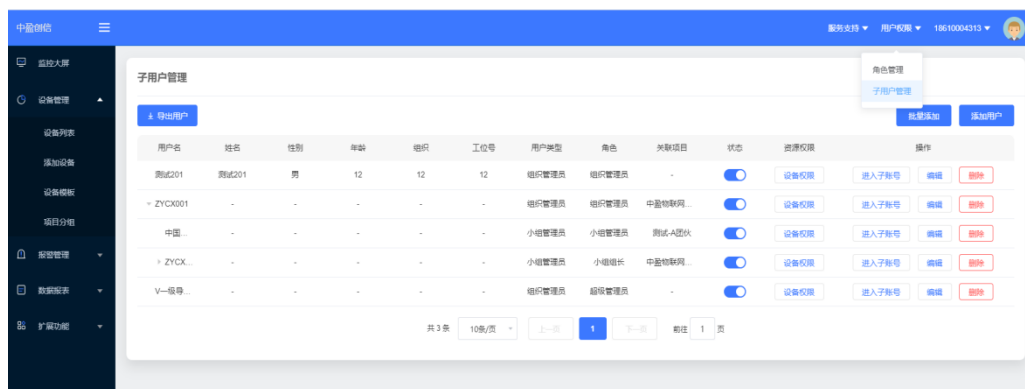 中盈创信 服务支持 用户权限 18610004313
监控大屏
设备管理
设备列表
添加设备
设备模板
项目分组
报警管理
数据报表
扩展功能
角色管理
子用户管理
子用户管理
导出用户 批量添加 添加用户
用户名 姓名 性别 年龄 组织 工位号 用户类型 角色 关联项目 状态 资源权限 操作
测试201 测试201 男 12 12 12 组织管理员 组织管理员 - 设备权限 进入子账号 编辑 删除
ZYCX001 - - - - - 组织管理员 组织管理员 中盈物联网... 设备权限 进入子账号 编辑 删除
中国... - - - - - 小组管理员 小组管理员 测试-A团伙 设备权限 进入子账号 编辑 删除
ZYCX... - - - - - 小组管理员 小组组长 中盈物联网... 设备权限 进入子账号 编辑 删除
V—级导... - - - - - 组织管理员 超级管理员 - 设备权限 进入子账号 编辑 删除
共 3 条 10条/页 上一页 1 下一页 前往 1 页